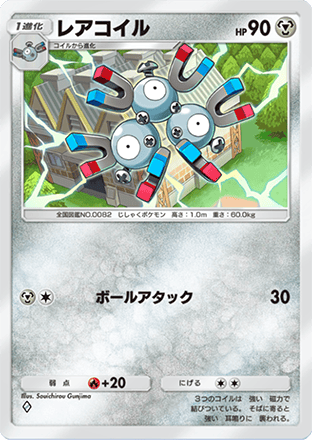 1進化 レアコイル HP 90
コイルから進化
全国図鑑NO.0082 じしゃくポケモン 高さ:1.0m 重さ:60.0kg
ボールアタック 30
弱点 +20 にげる
Illus. Souichirou Gunjima
3つのコイルは 強い 磁力で
結びついている。そばに寄ると
強い 耳鳴りに 襲われる。